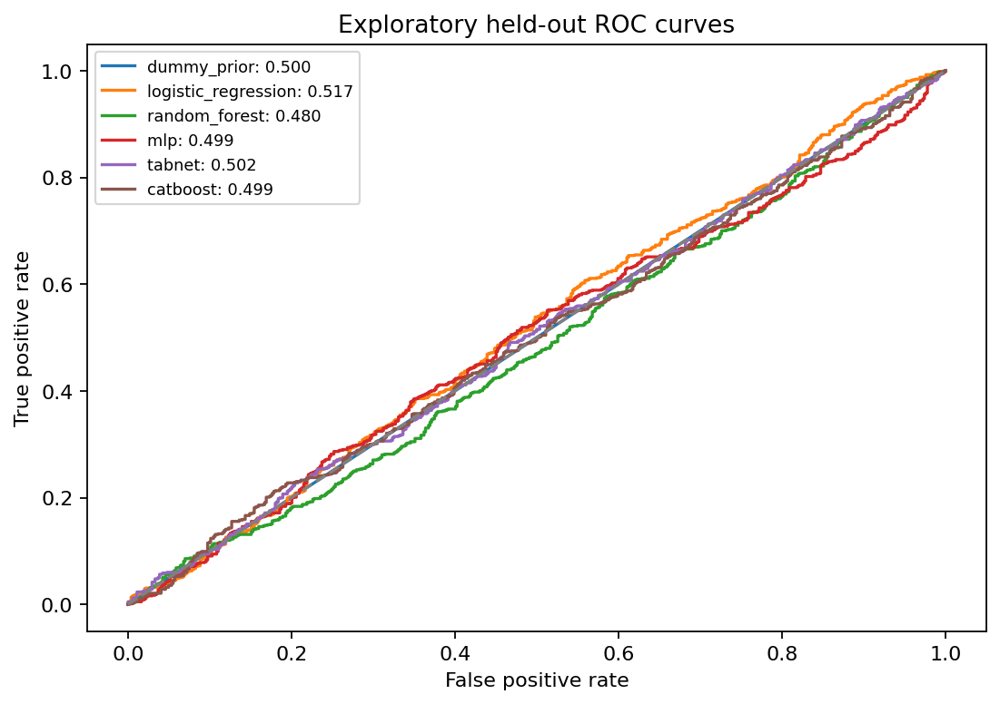 Exploratory held-out ROC curves
dummy_prior: 0.500
logistic_regression: 0.517
random_forest: 0.480
mlp: 0.499
tabnet: 0.502
catboost: 0.499
1.0
0.8
0.6
0.4
0.2
0.0
True positive rate
0.0 0.2 0.4 0.6 0.8 1.0
False positive rate